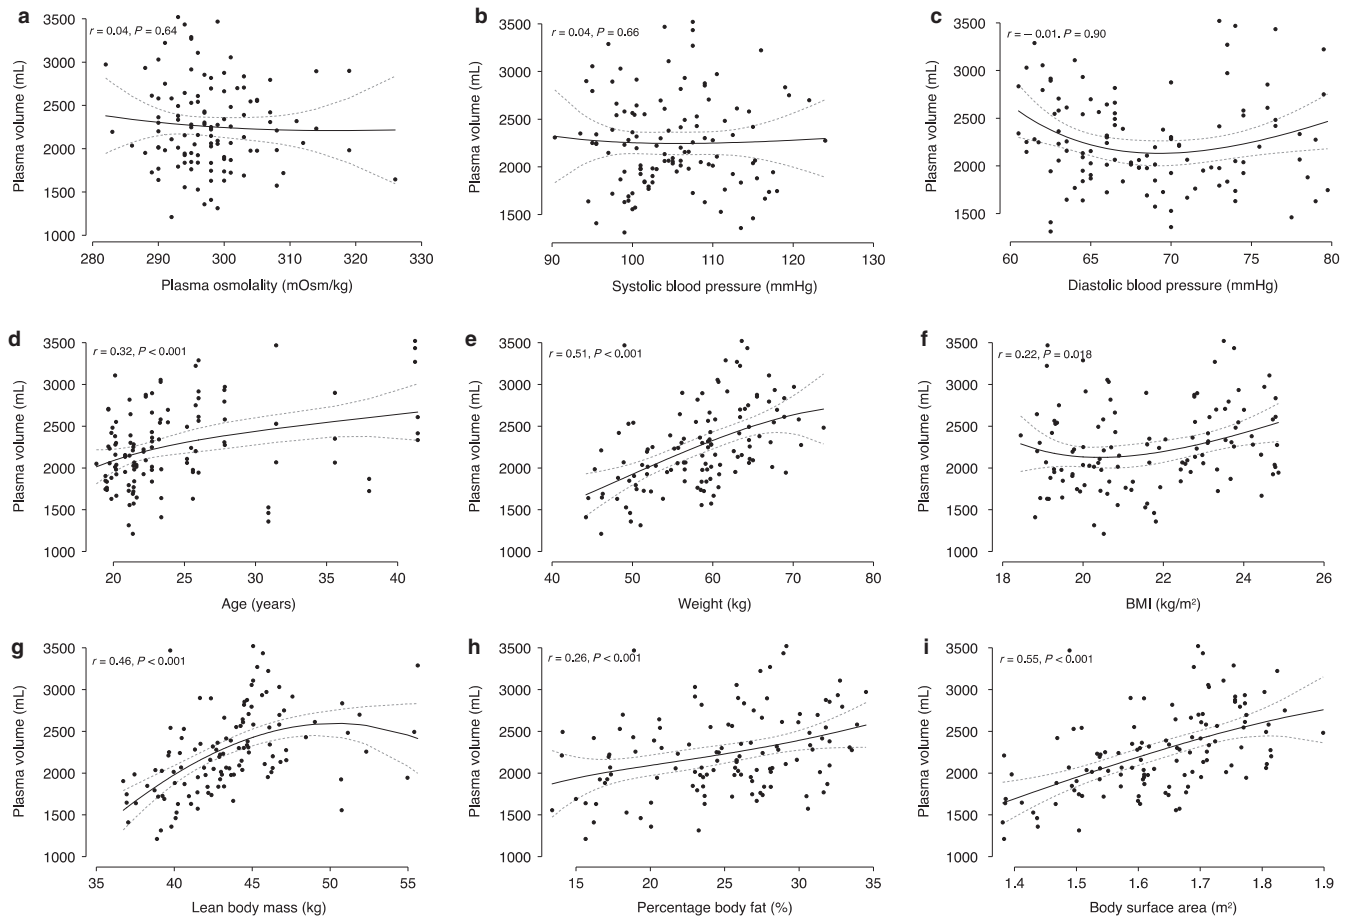 a
r = 0.04, P = 0.64
Plasma volume (mL)
3500
3000
2500
2000
1500
1000
280 290 300 310 320 330
Plasma osmolality (mOsm/kg)
b
r = 0.04, P = 0.66
Plasma volume (mL)
3500
3000
2500
2000
1500
90 100 110 120 130
Systolic blood pressure (mmHg)
c
r = – 0.01. P = 0.90
Plasma volume (mL)
3500
3000
2500
2000
1500
60 65 70 75 80
Diastolic blood pressure (mmHg)
d
r = 0.32, P < 0.001
Plasma volume (mL)
3500
3000
2500
2000
1500
1000
20 25 30 35 40
Age (years)
e
r = 0.51, P < 0.001
Plasma volume (mL)
3500
3000
2500
2000
1500
1000
40 50 60 70 80
Weight (kg)
f
r = 0.22, P = 0.018
Plasma volume (mL)
3500
3000
2500
2000
1500
1000
18 20 22 24 26
BMI (kg/m²)
g
r = 0.46, P < 0.001
Plasma volume (mL)
3500
3000
2500
2000
1500
1000
35 40 45 50 55
Lean body mass (kg)
h
r = 0.26, P < 0.001
Plasma volume (mL)
3500
3000
2500
2000
1500
1000
15 20 25 30 35
Percentage body fat (%)
i
r = 0.55, P < 0.001
Plasma volume (mL)
3500
3000
2500
2000
1500
1000
1.4 1.5 1.6 1.7 1.8 1.9
Body surface area (m²)